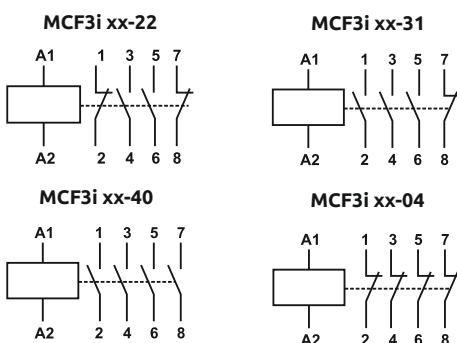 MCF3i xx-22
A1 1 3 5 7
A2 2 4 6 8
MCF3i xx-31
A1 1 3 5 7
A2 2 4 6 8
MCF3i xx-40
A1 1 3 5 7
A2 2 4 6 8
MCF3i xx-04
A1 1 3 5 7
A2 2 4 6 8